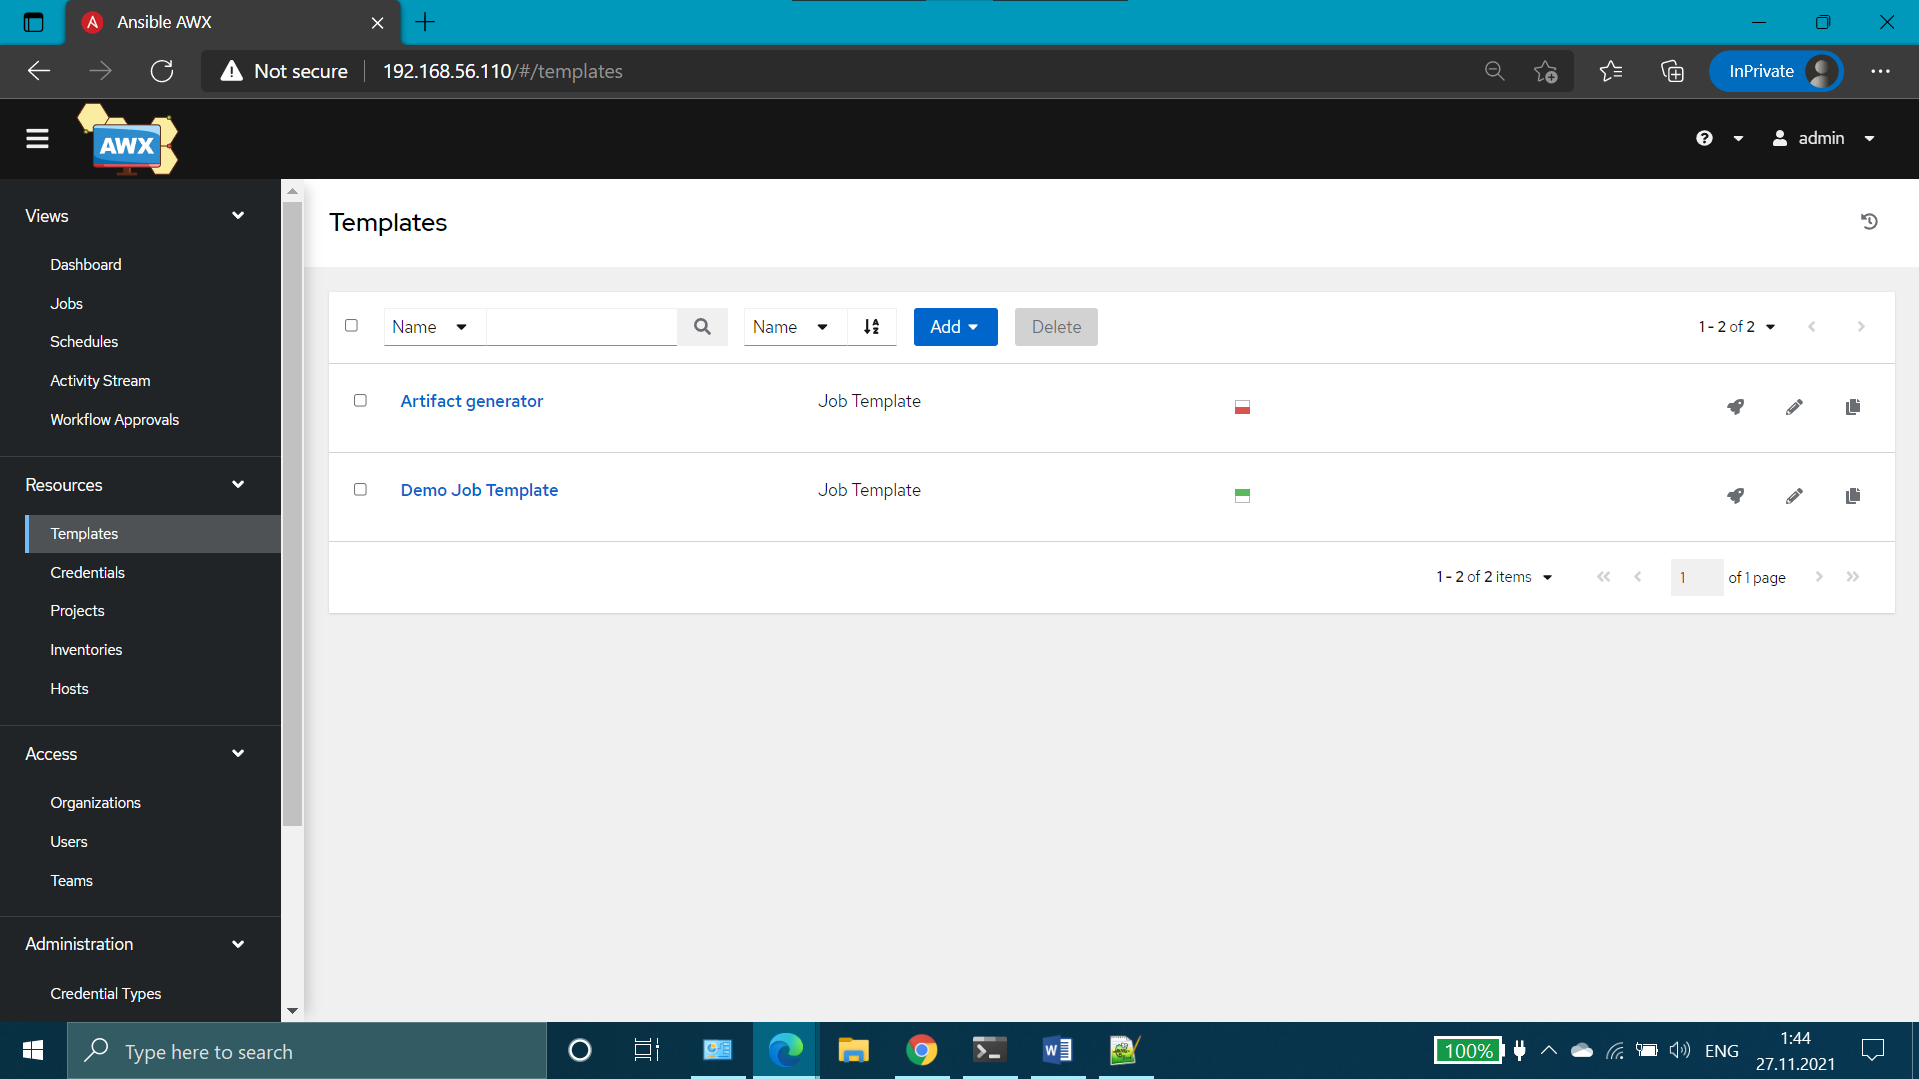 Ansible AWX
Not secure
192.168.56.110/#/templates
InPrivate
AWX
admin
Views
Dashboard
Jobs
Schedules
Activity Stream
Workflow Approvals
Resources
Templates
Credentials
Projects
Inventories
Hosts
Access
Organizations
Users
Teams
Administration
Credential Types
Templates
Name
Name
Add
Delete
1 - 2 of 2
Artifact generator
Job Template
Demo Job Template
Job Template
1 - 2 of 2 items
1
of 1 page
Type here to search
100%
ENG
1:44
27.11.2021